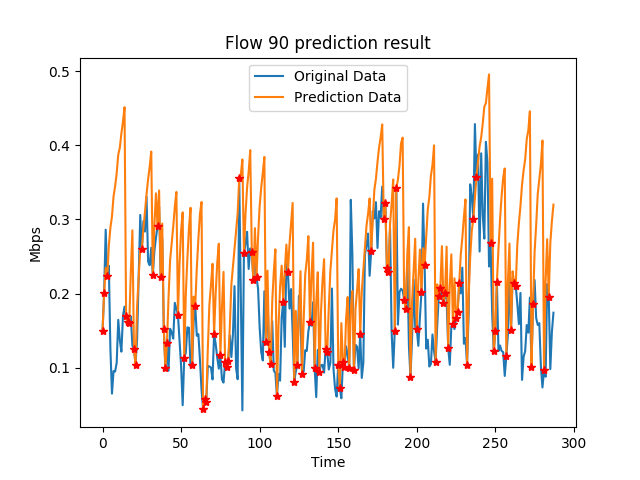 Flow 90 prediction result
Original Data
Prediction Data
Mbps
0.5
0.4
0.3
0.2
0.1
0 50 100 150 200 250 300
Time